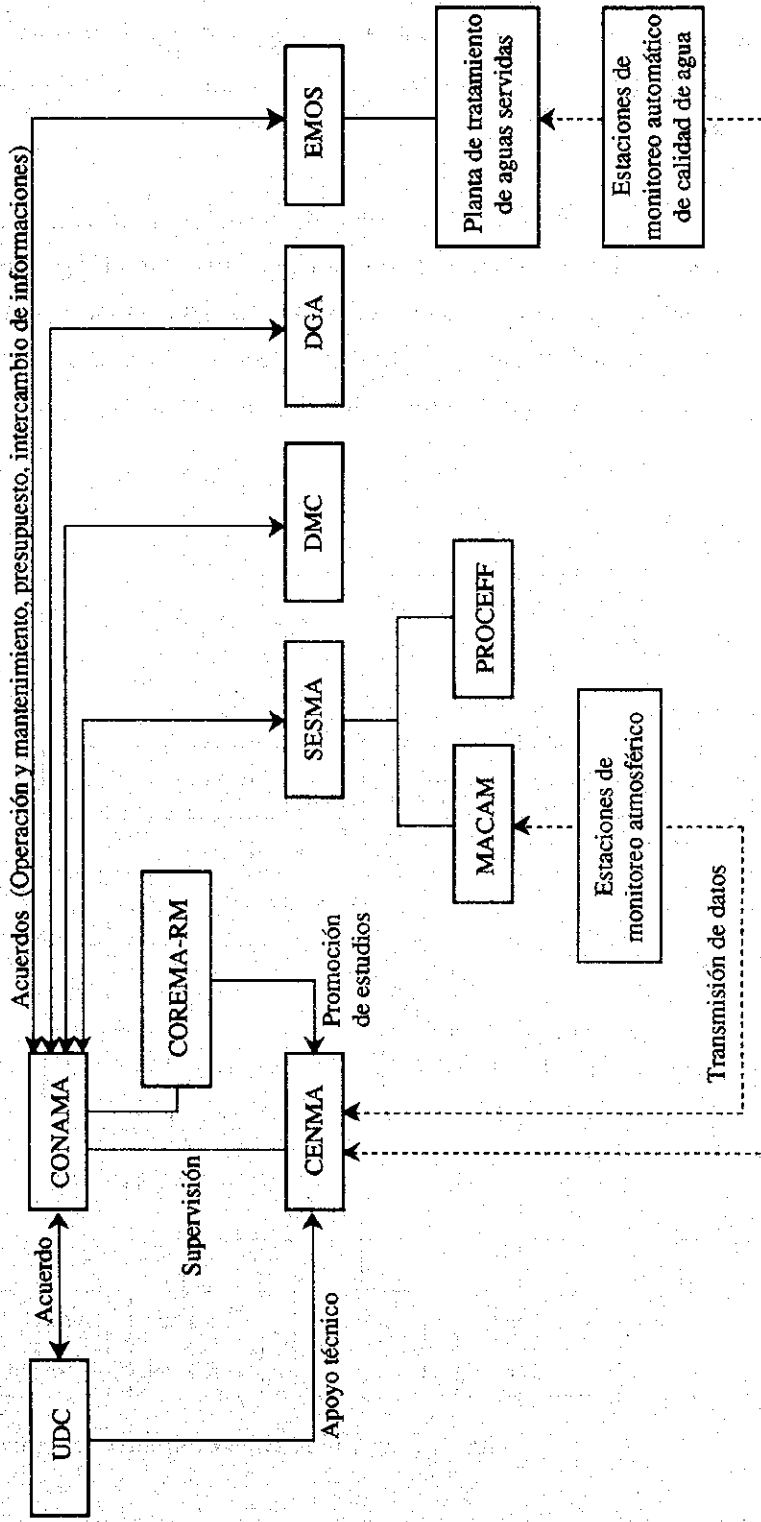 Acuerdos (Operación y mantenimiento, presupuesto, intercambio de informaciones)
UDC
Acuerdo
CONAMA
COREMA-RM
Supervisión
Apoyo técnico
CENMA
Promoción
de estudios
SESMA
DMC
DGA
EMOS
MACAM
PROCEFF
Planta de tratamiento
de aguas servidas
Estaciones de
monitoreo atmosférico
Estaciones de
monitoreo automático
de calidad de agua
Transmisión de datos